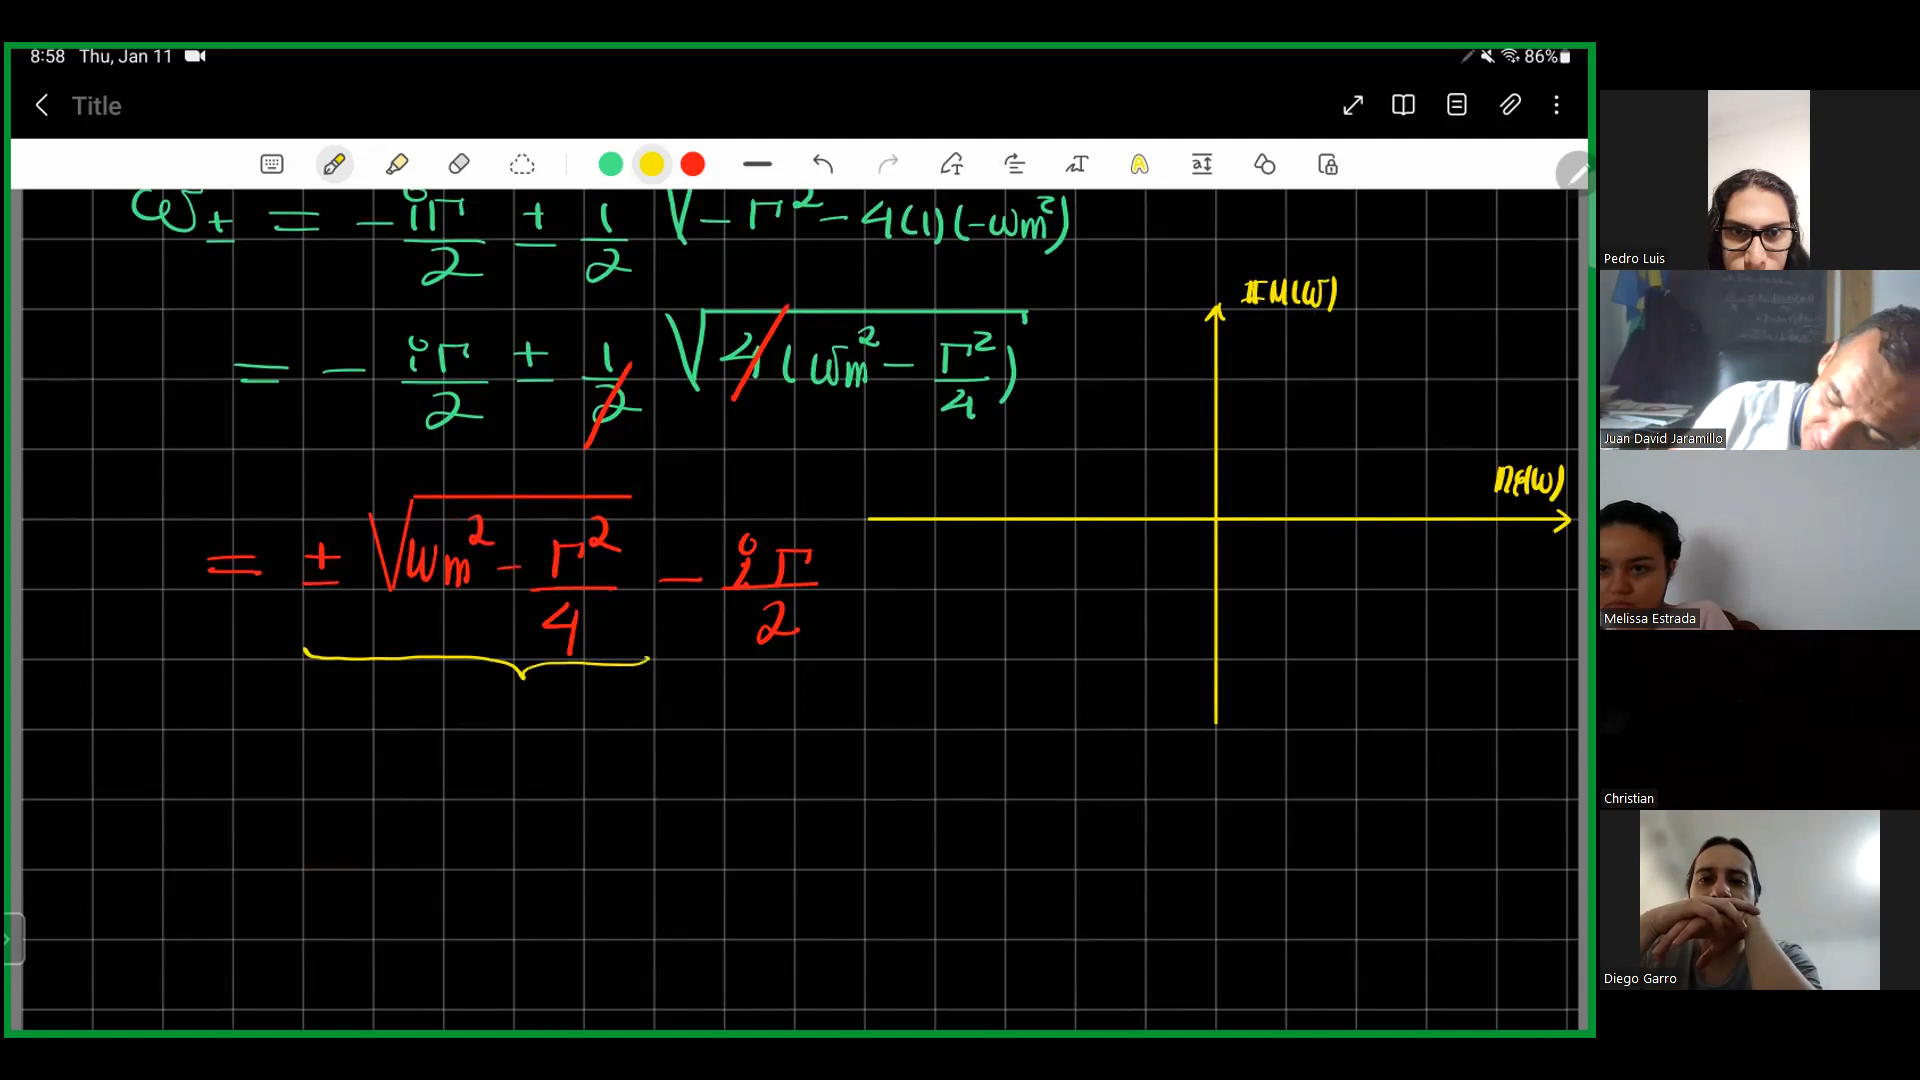 8:58 Thu, Jan 11 86%
Title
ω± = - iΓ/2 ± 1/2 √-Γ² - 4(1)(-ωm²)
= - iΓ/2 ± 1/2 √4(ωm² - Γ²/4)
IM(ω)
RE(ω)
= ± √ωm² - Γ²/4 - iΓ/2
Pedro Luis
Juan David Jaramillo
Melissa Estrada
Christian
Diego Garro